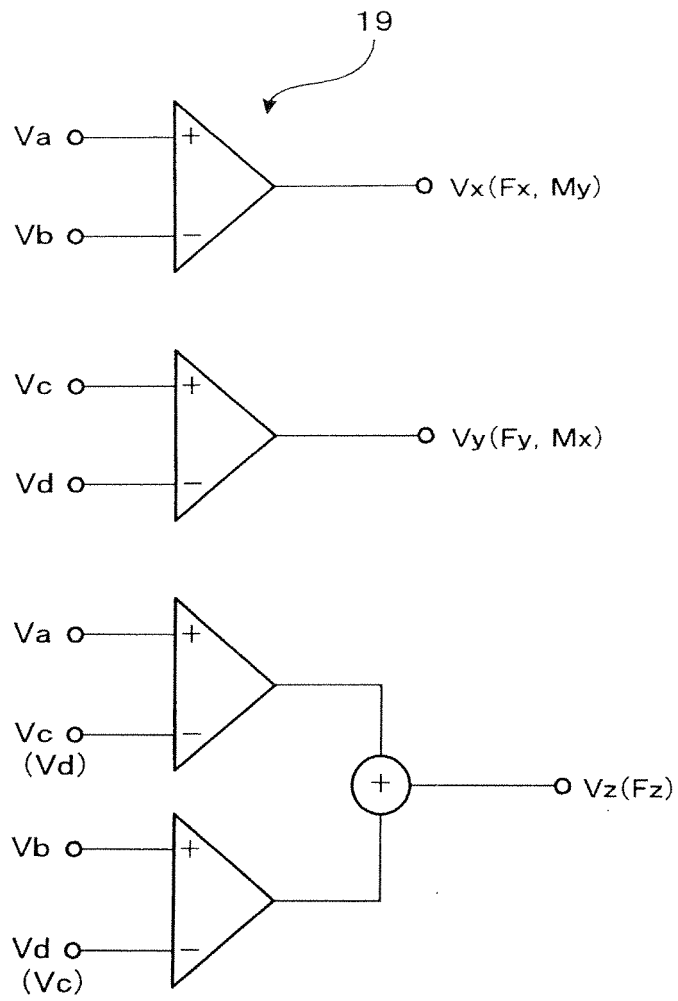 19
Va
+
Vb
−
Vx(Fx, My)
Vc
+
Vd
−
Vy(Fy, Mx)
Va
+
Vc
−
(Vd)
+
Vz(Fz)
Vb
+
Vd
−
(Vc)